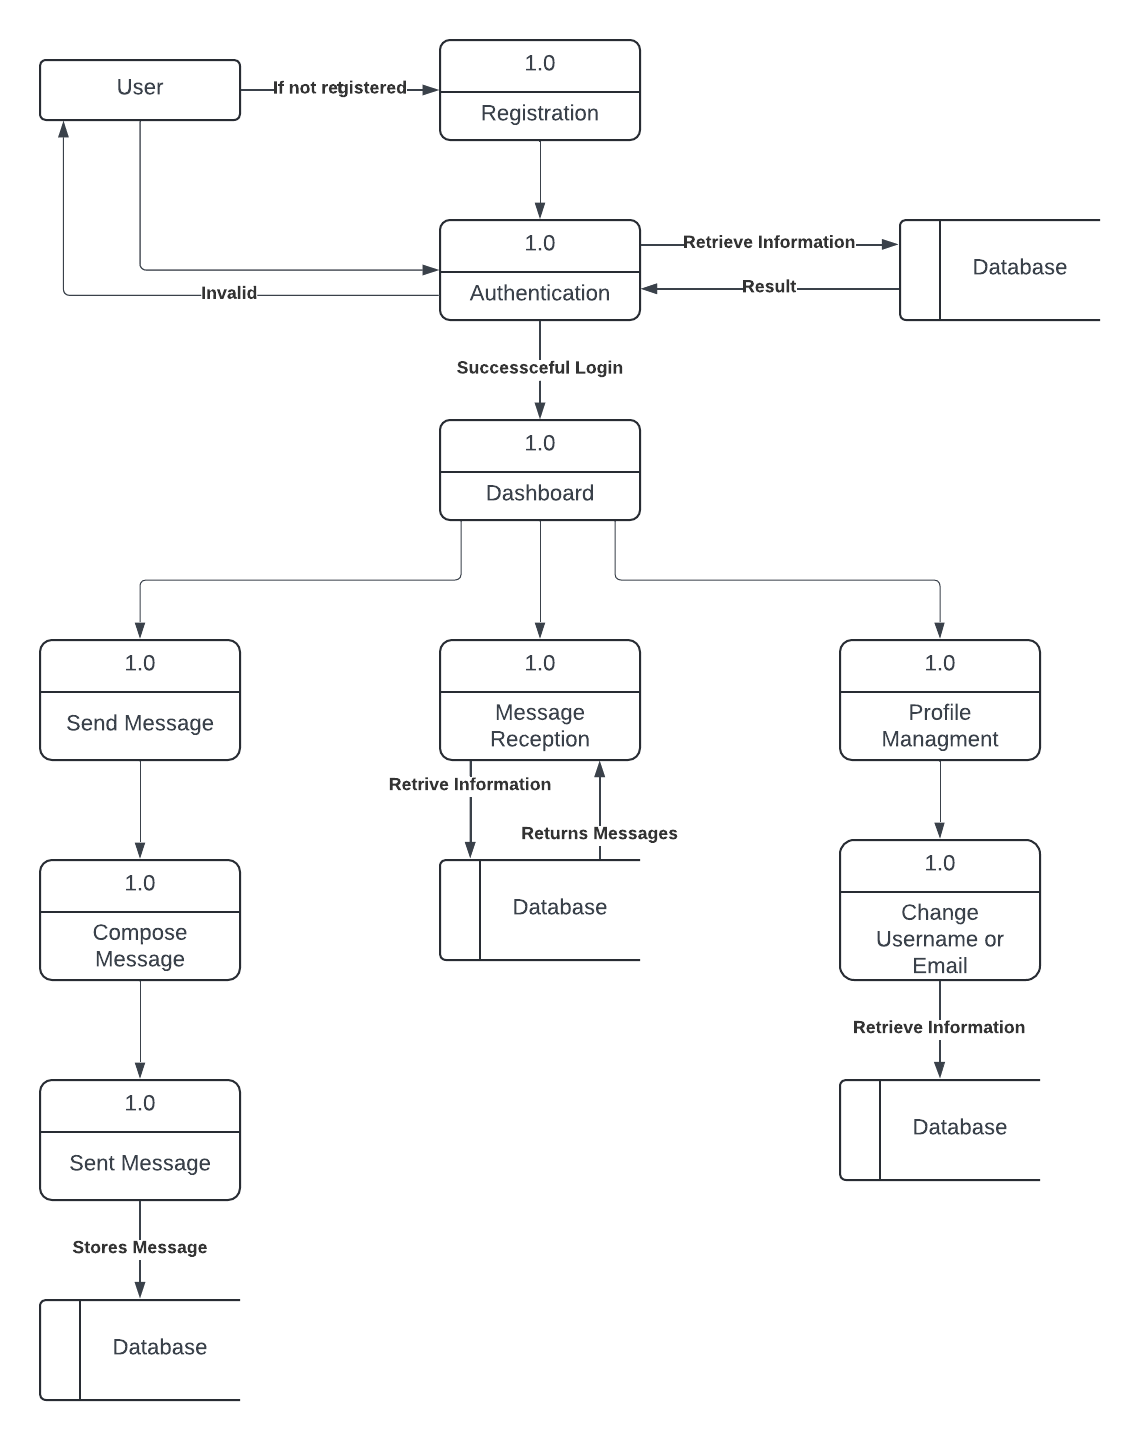 User
If not registered
1.0
Registration
1.0
Authentication
Retrieve Information
Result
Database
Invalid
Successceful Login
1.0
Dashboard
1.0
Send Message
1.0
Message
Reception
1.0
Profile
Managment
Retrive Information
Returns Messages
Database
1.0
Compose
Message
1.0
Change
Username or
Email
Retrieve Information
Database
1.0
Sent Message
Stores Message
Database